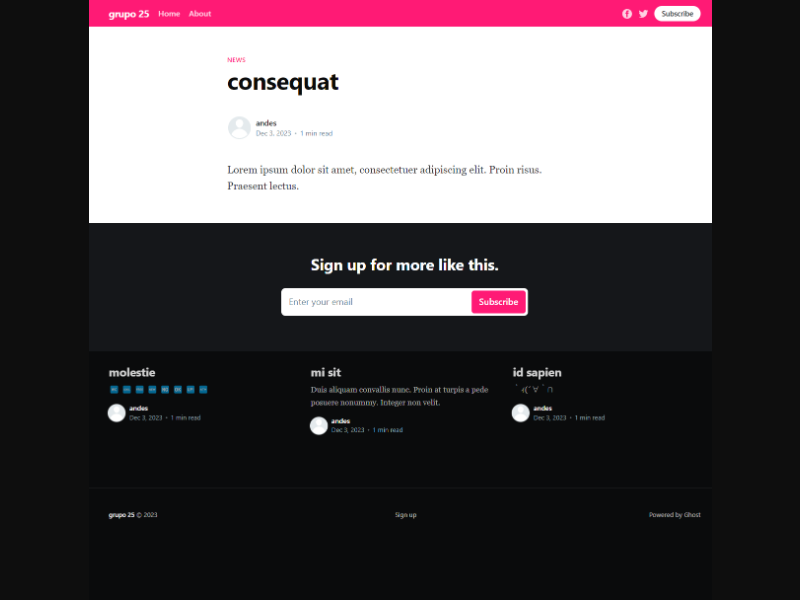 grupo 25 Home About Subscribe
NEWS
consequat
andes
Dec 3, 2023 • 1 min read
Lorem ipsum dolor sit amet, consectetuer adipiscing elit. Proin risus.
Praesent lectus.
Sign up for more like this.
Enter your email Subscribe
molestie
andes
Dec 3, 2023 • 1 min read
mi sit
Duis aliquam convallis nunc. Proin at turpis a pede
posuere nonummy. Integer non velit.
andes
Dec 3, 2023 • 1 min read
id sapien
andes
Dec 3, 2023 • 1 min read
grupo 25 © 2023 Sign up Powered by Ghost